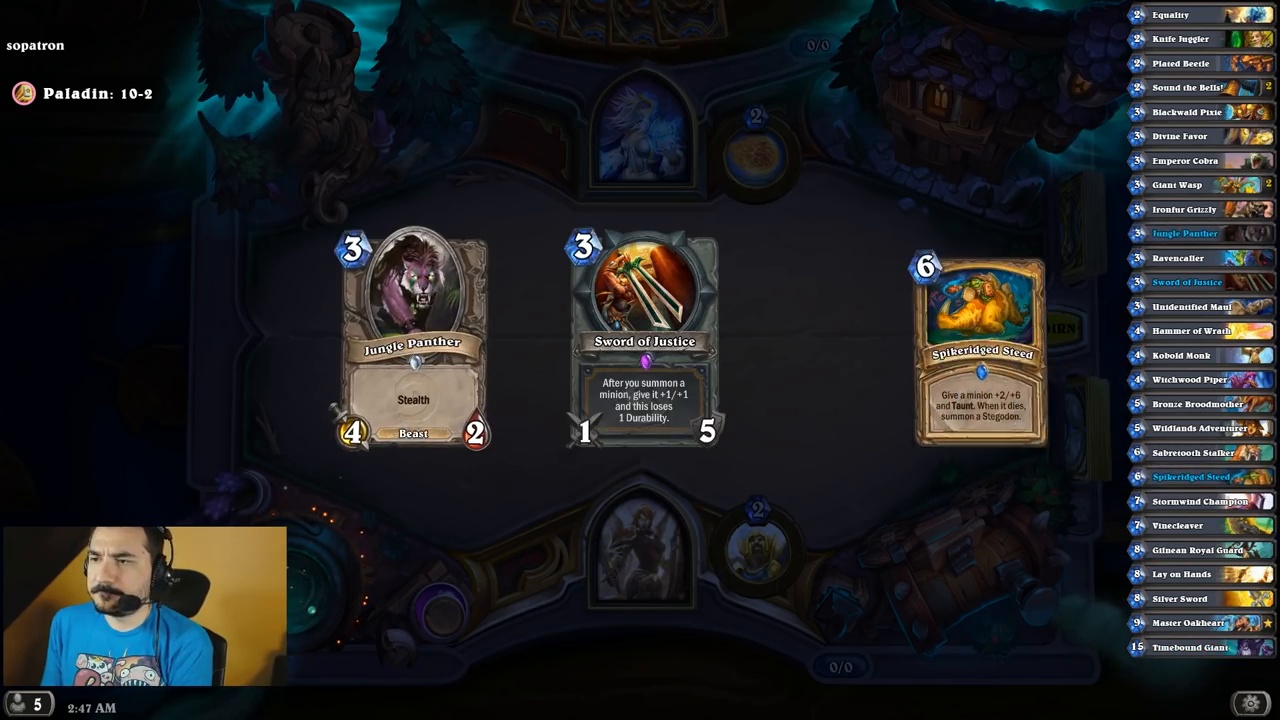 sopatron
Paladin: 10-2
0/0
2
3
Jungle Panther
Stealth
4
Beast
2
3
Sword of Justice
After you summon a
minion, give it +1/+1
and this loses
1 Durability.
1
5
6
Spikeridged Steed
Give a minion +2/+6
and Taunt. When it dies,
summon a Stegodon.
2
0/0
5
2:47 AM
2 Equality
2 Knife Juggler
2 Plated Beetle
2 Sound the Bells! 2
3 Blackwald Pixie
3 Divine Favor
3 Emperor Cobra
3 Giant Wasp 2
3 Ironfur Grizzly
3 Jungle Panther
3 Ravencaller
3 Sword of Justice
3 Unidentified Maul
4 Hammer of Wrath
4 Kobold Monk
4 Witchwood Piper
5 Bronze Broodmother
5 Wildlands Adventurer
6 Sabretooth Stalker
6 Spikeridged Steed
7 Stormwind Champion
7 Vinecleaver
8 Gilnean Royal Guard
8 Lay on Hands
8 Silver Sword
9 Master Oakheart
15 Timebound Giant